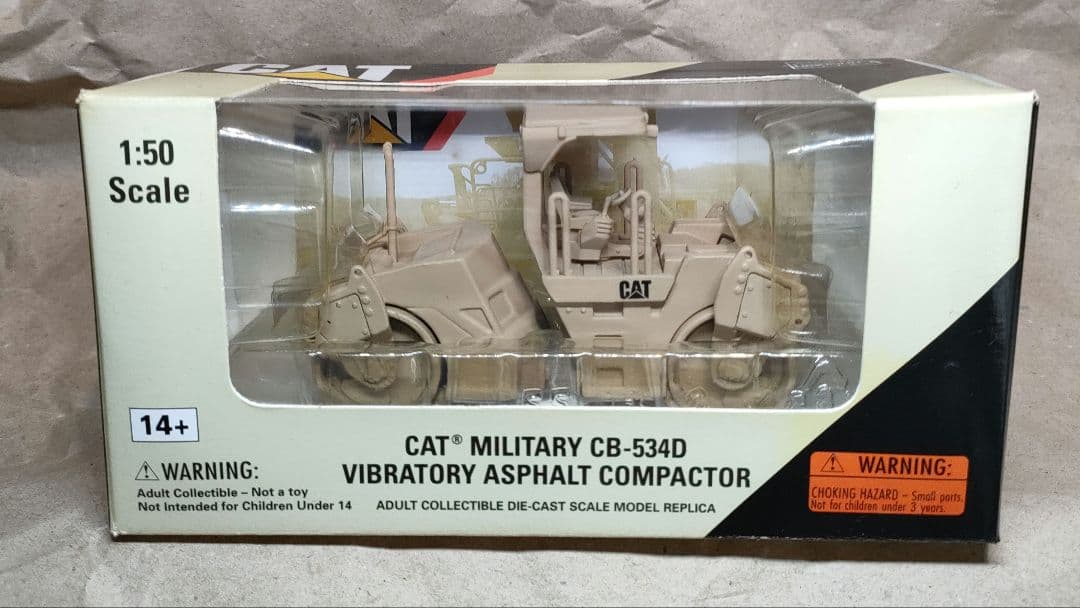 CAT
1:50
Scale
CAT
14+
CAT® MILITARY CB-534D
VIBRATORY ASPHALT COMPACTOR
ADULT COLLECTIBLE DIE-CAST SCALE MODEL REPLICA
⚠WARNING:
Adult Collectible – Not a toy
Not Intended for Children Under 14
⚠ WARNING:
CHOKING HAZARD – Small parts.
Not for children under 3 years.